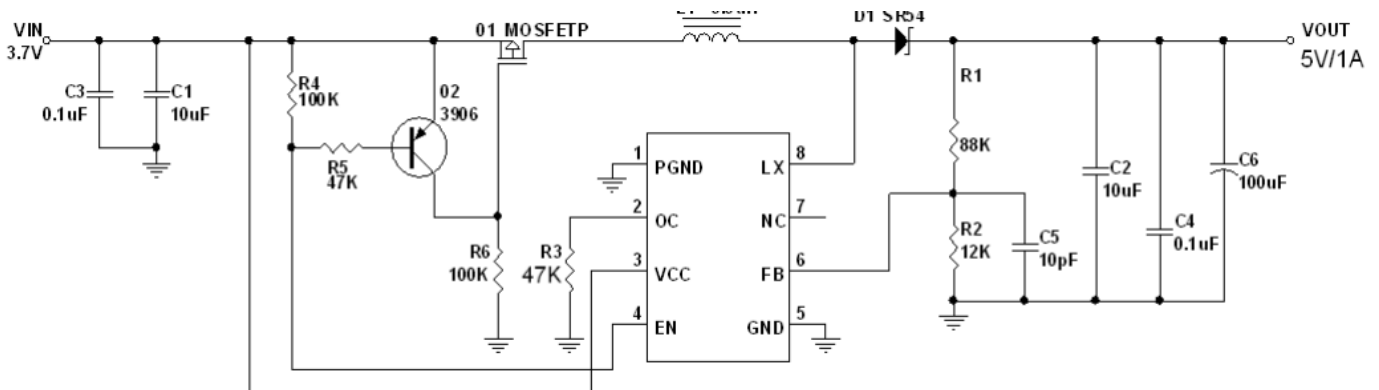 VIN
3.7V
C3
0.1uF
C1
10uF
R4
100K
R5
47K
02
3906
01 MOSFETP
R6
100K
R3
47K
1
PGND
2
OC
3
VCC
4
EN
8
LX
7
NC
6
FB
5
GND
D1 SR54
R1
88K
R2
12K
C5
10pF
C2
10uF
C4
0.1uF
C6
100uF
VOUT
5V/1A